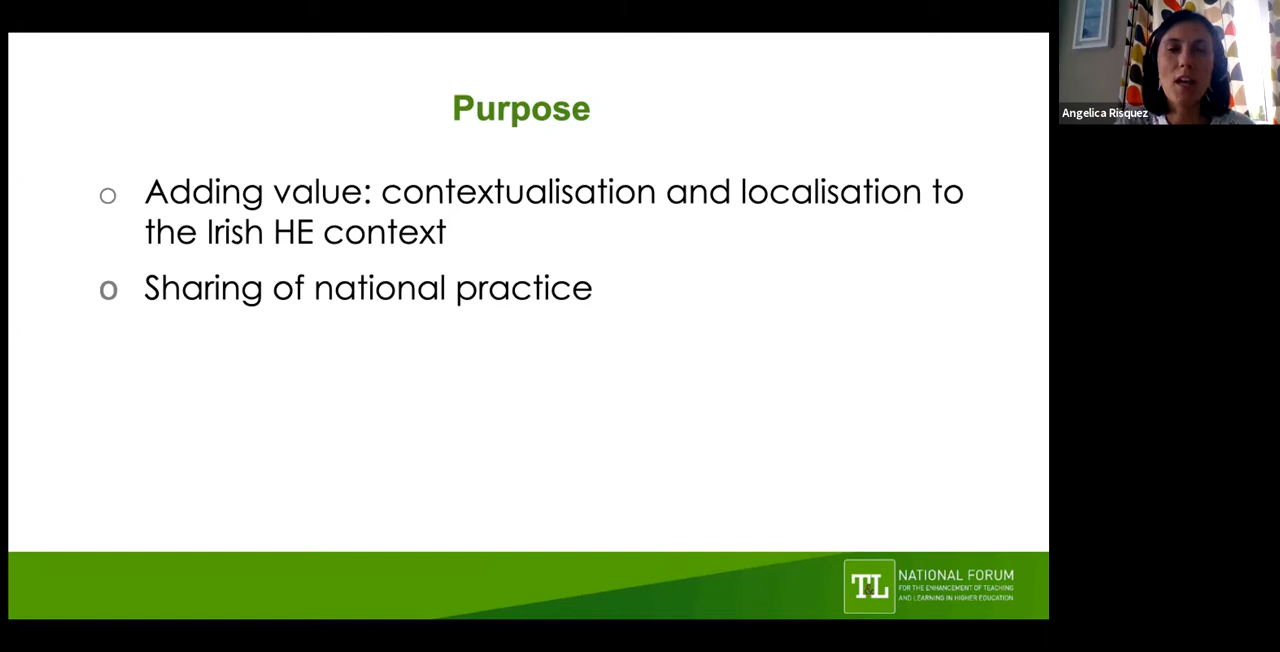 Purpose
o Adding value: contextualisation and localisation to
the Irish HE context
o Sharing of national practice
Angelica Risquez
T&L
NATIONAL FORUM
FOR THE ENHANCEMENT OF TEACHING
AND LEARNING IN HIGHER EDUCATION